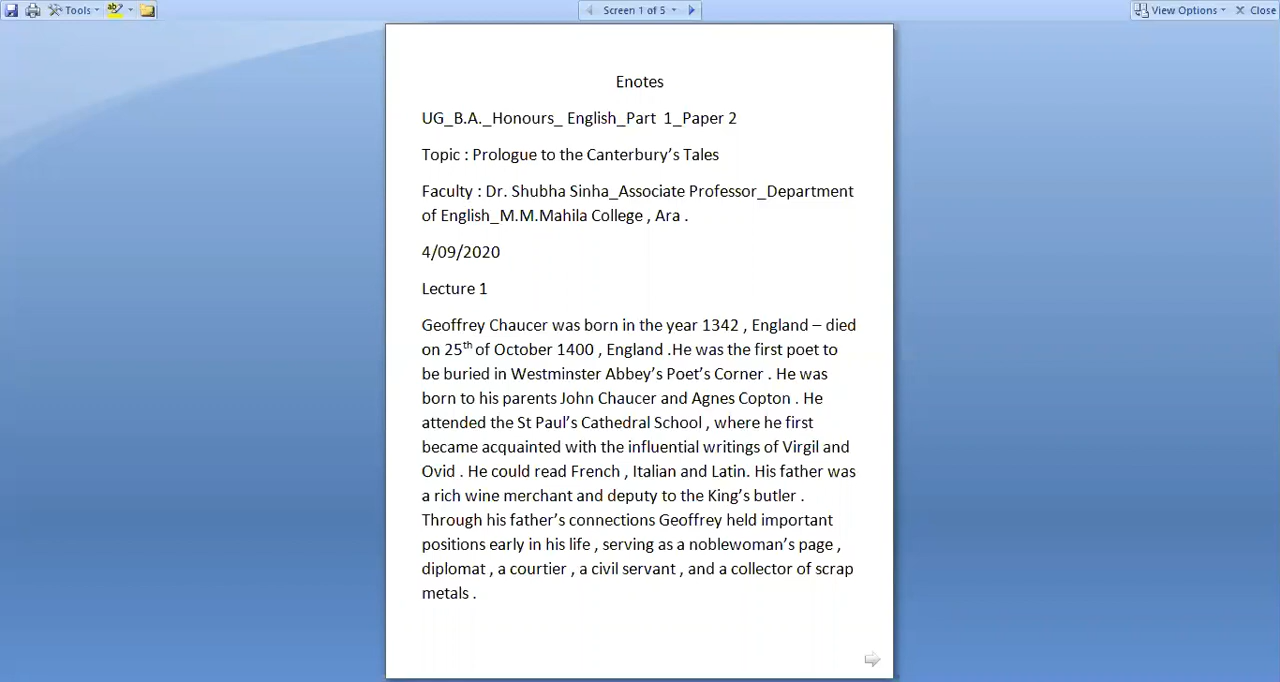 Tools
Screen 1 of 5
View Options
Close
Enotes
UG_B.A._Honours_ English_Part 1_Paper 2
Topic : Prologue to the Canterbury’s Tales
Faculty : Dr. Shubha Sinha_Associate Professor_Department
of English_M.M.Mahila College , Ara .
4/09/2020
Lecture 1
Geoffrey Chaucer was born in the year 1342 , England – died
on 25th of October 1400 , England .He was the first poet to
be buried in Westminster Abbey’s Poet’s Corner . He was
born to his parents John Chaucer and Agnes Copton . He
attended the St Paul’s Cathedral School , where he first
became acquainted with the influential writings of Virgil and
Ovid . He could read French , Italian and Latin. His father was
a rich wine merchant and deputy to the King’s butler .
Through his father’s connections Geoffrey held important
positions early in his life , serving as a noblewoman’s page ,
diplomat , a courtier , a civil servant , and a collector of scrap
metals .